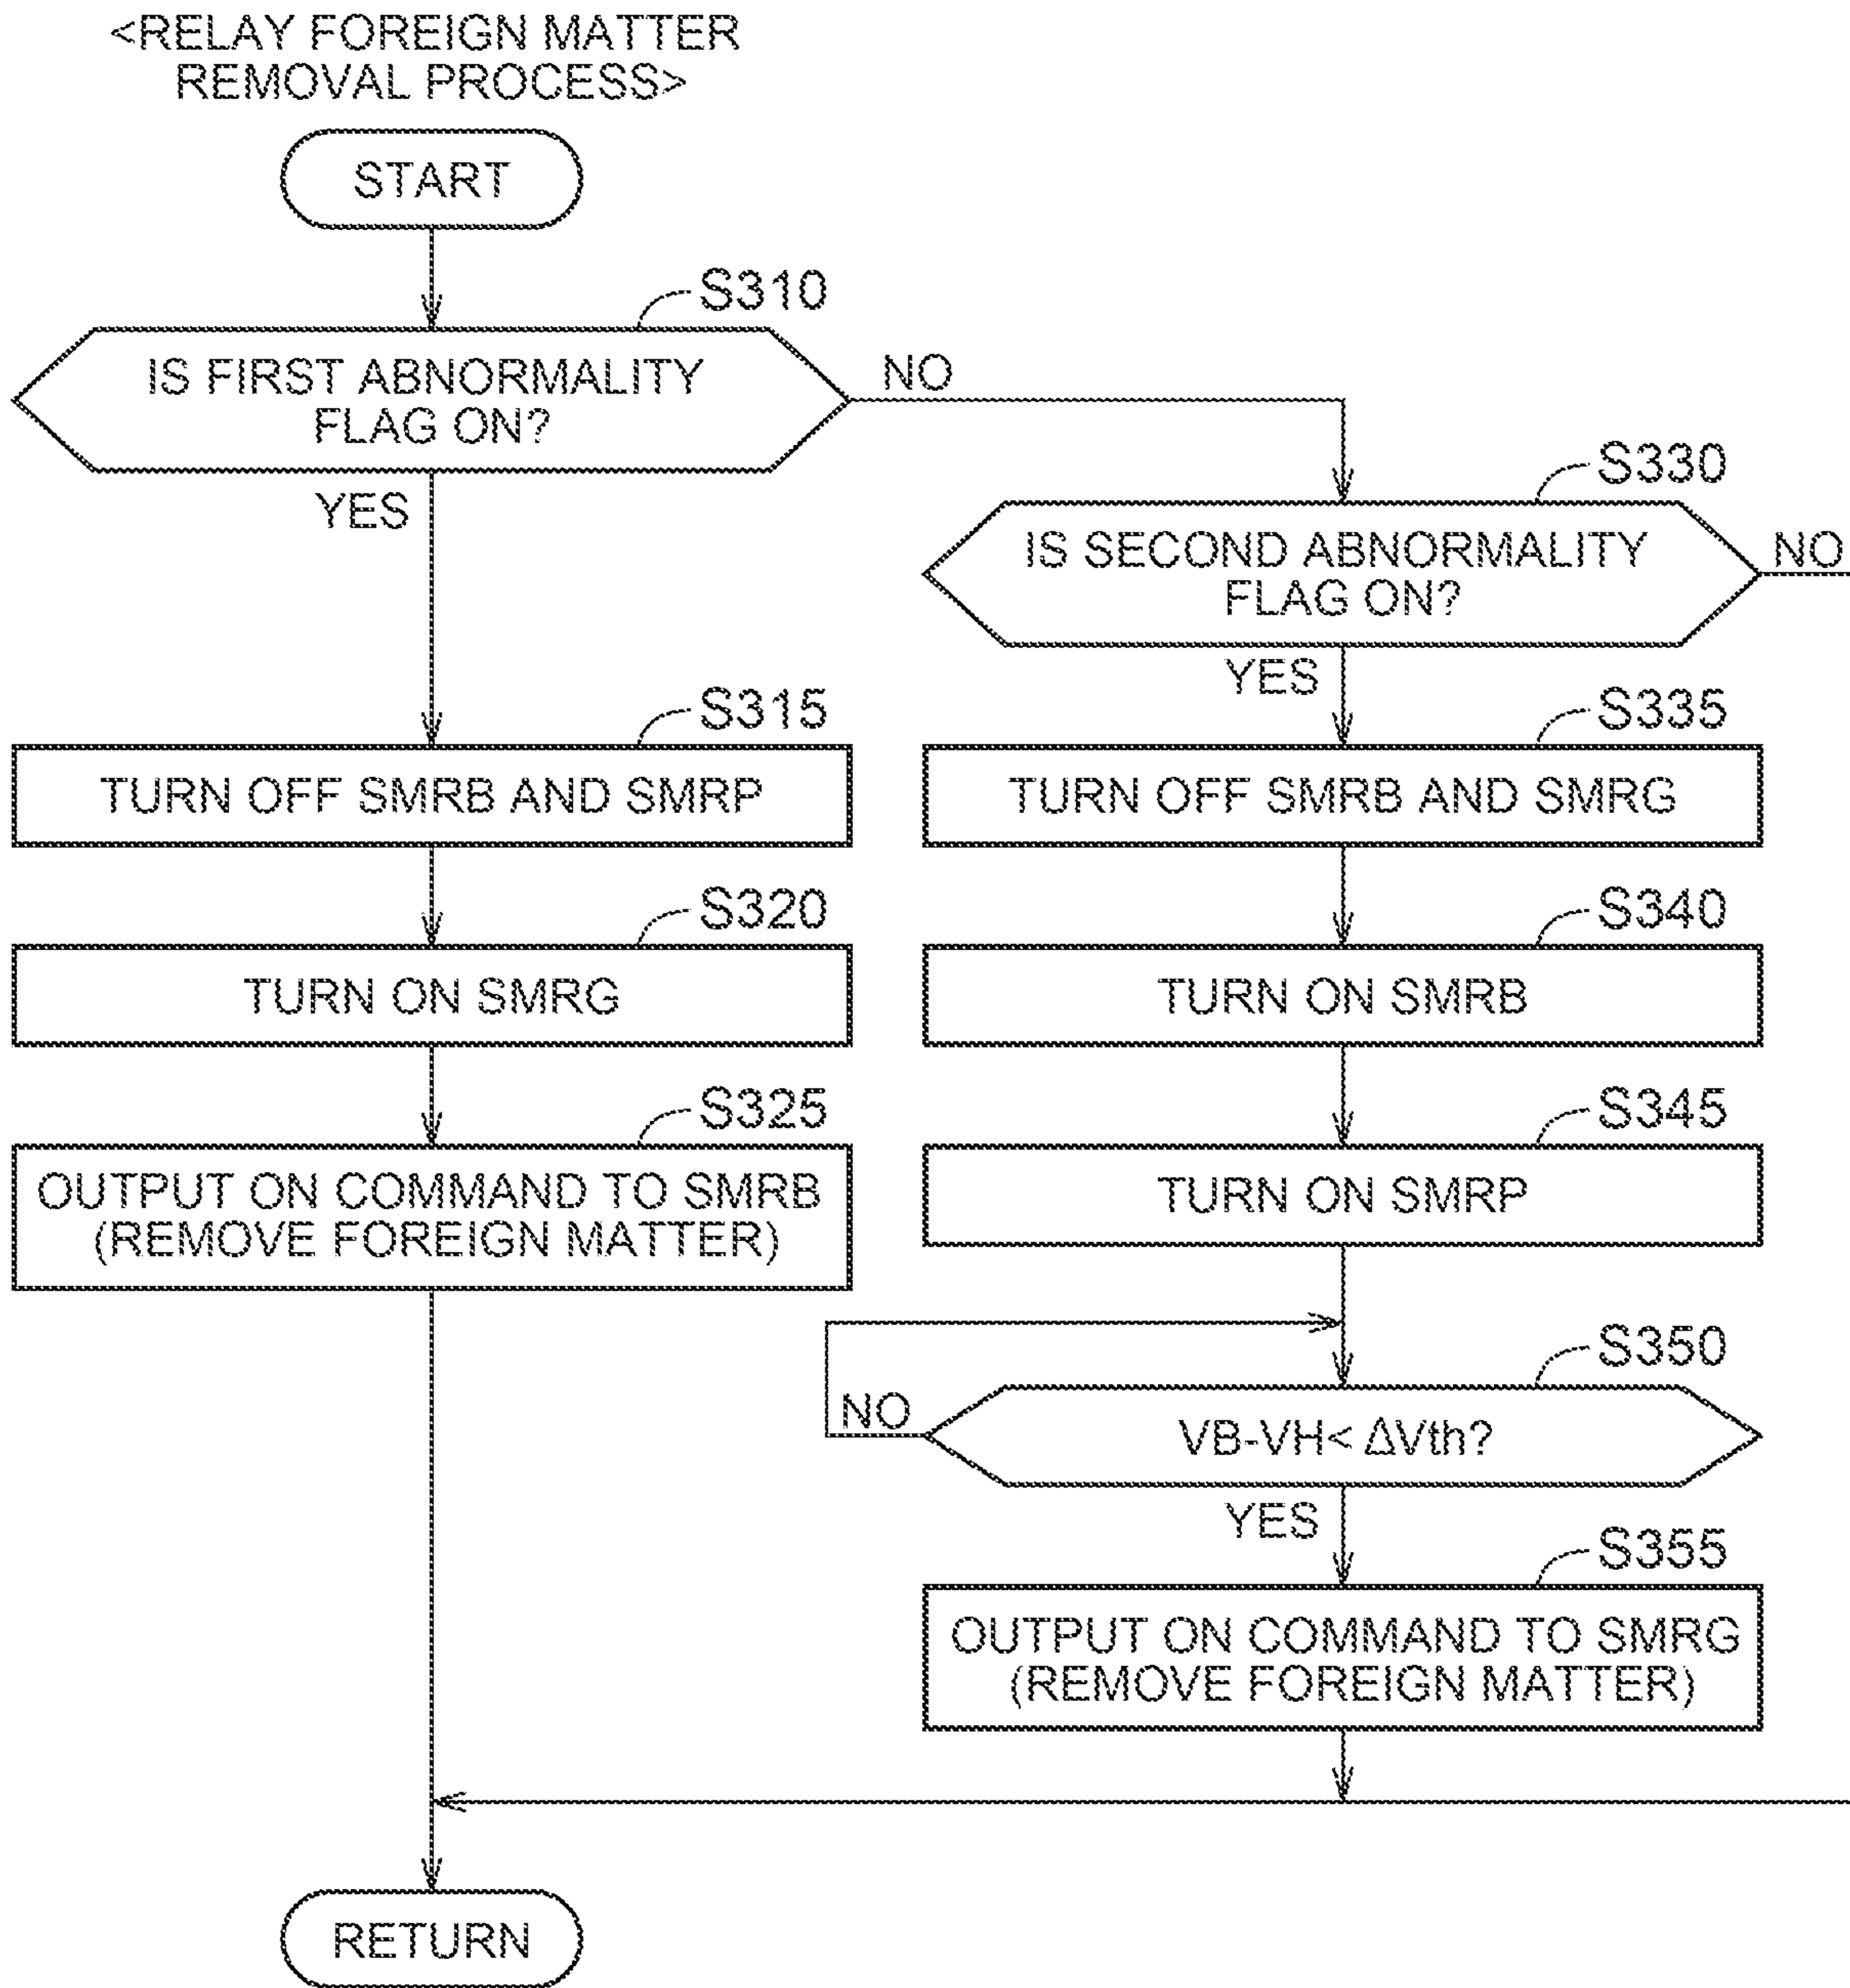 <RELAY FOREIGN MATTER
REMOVAL PROCESS>
START
S310
IS FIRST ABNORMALITY
FLAG ON?
NO
YES
S330
IS SECOND ABNORMALITY
FLAG ON?
NO
YES
S315
TURN OFF SMRB AND SMRP
S320
TURN ON SMRG
S325
OUTPUT ON COMMAND TO SMRB
(REMOVE FOREIGN MATTER)
S335
TURN OFF SMRB AND SMRG
S340
TURN ON SMRB
S345
TURN ON SMRP
S350
VB-VH< ΔVth?
NO
YES
S355
OUTPUT ON COMMAND TO SMRG
(REMOVE FOREIGN MATTER)
RETURN